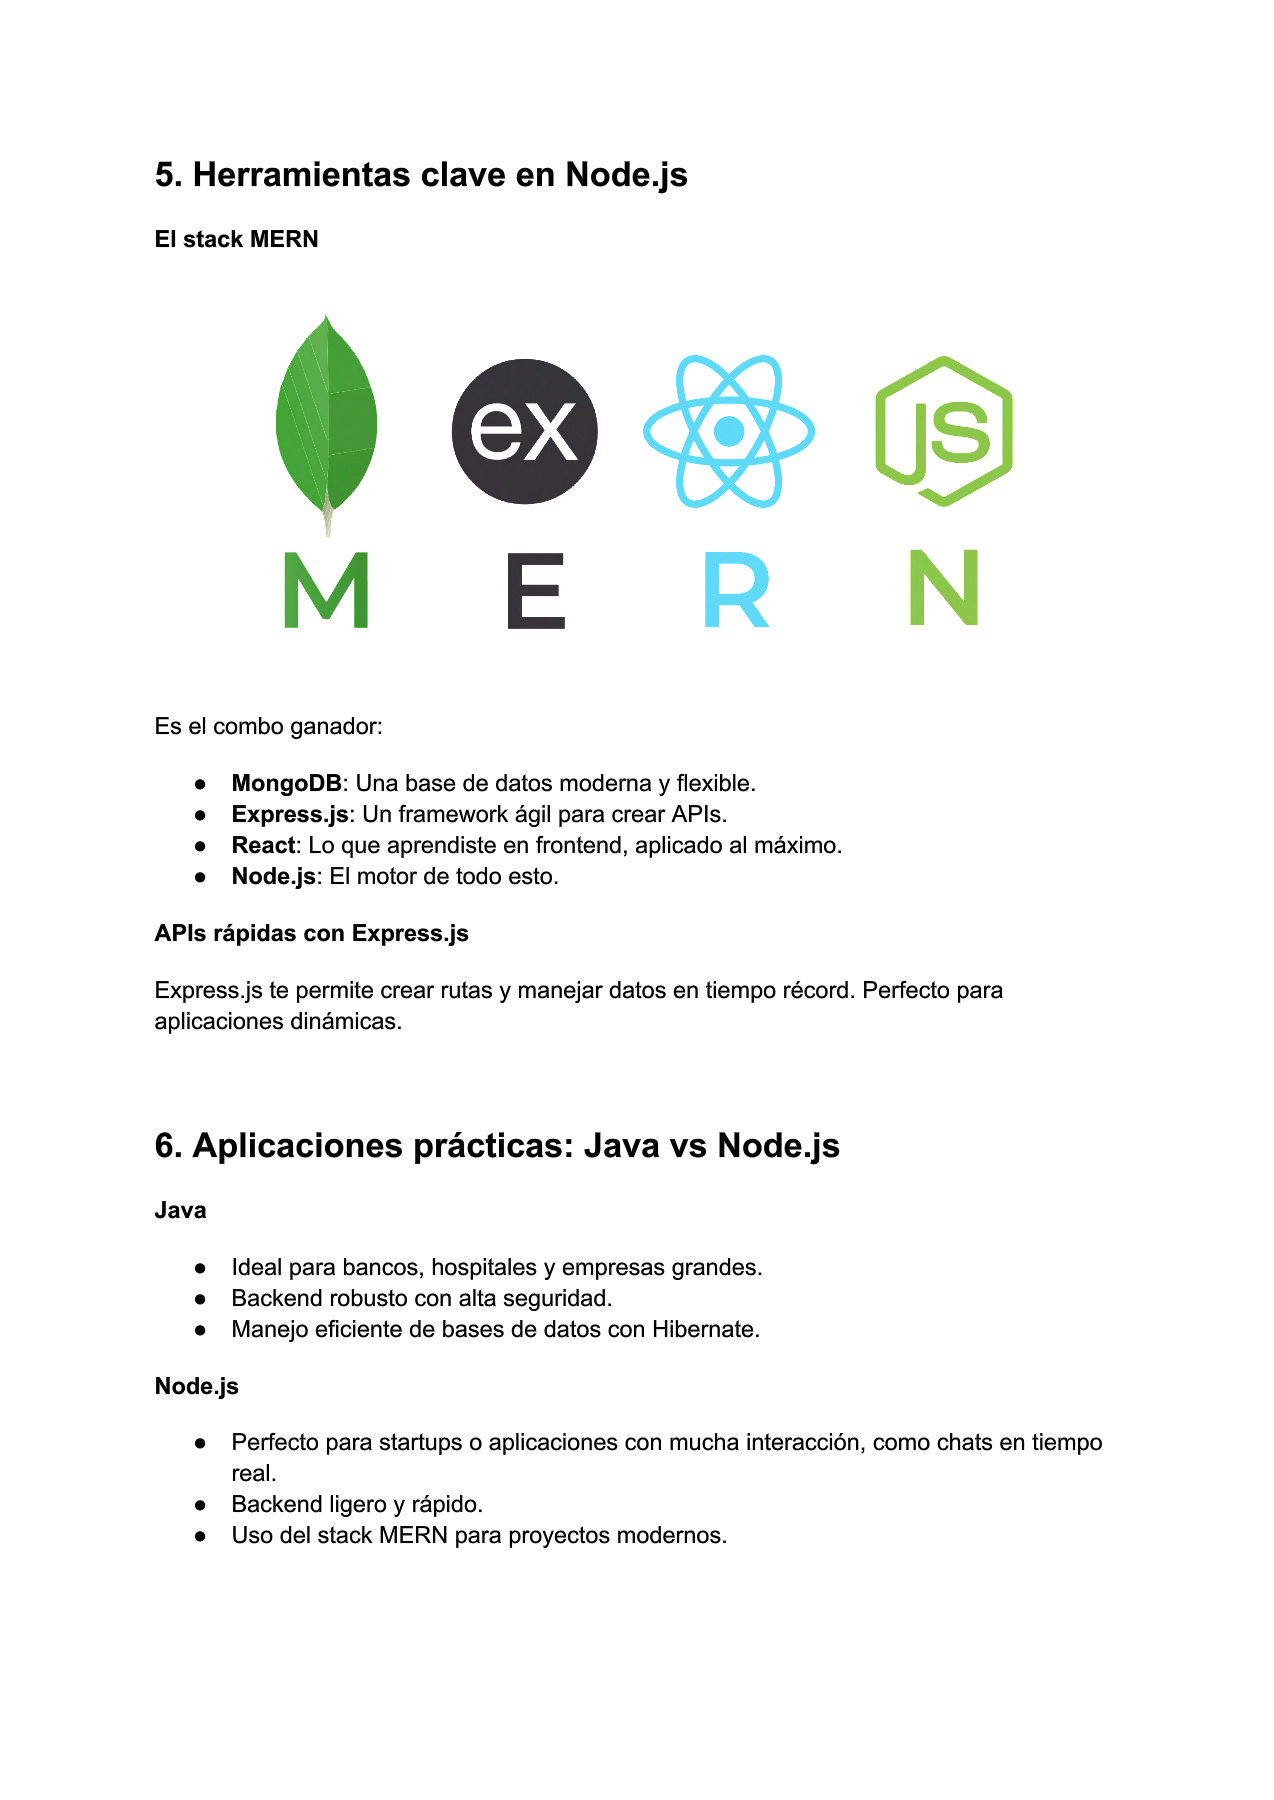 5. Herramientas clave en Node.js
El stack MERN
ex
JS
M E R N
Es el combo ganador:
● MongoDB: Una base de datos moderna y flexible.
● Express.js: Un framework ágil para crear APIs.
● React: Lo que aprendiste en frontend, aplicado al máximo.
● Node.js: El motor de todo esto.
APIs rápidas con Express.js
Express.js te permite crear rutas y manejar datos en tiempo récord. Perfecto para
aplicaciones dinámicas.
6. Aplicaciones prácticas: Java vs Node.js
Java
● Ideal para bancos, hospitales y empresas grandes.
● Backend robusto con alta seguridad.
● Manejo eficiente de bases de datos con Hibernate.
Node.js
● Perfecto para startups o aplicaciones con mucha interacción, como chats en tiempo
real.
● Backend ligero y rápido.
● Uso del stack MERN para proyectos modernos.